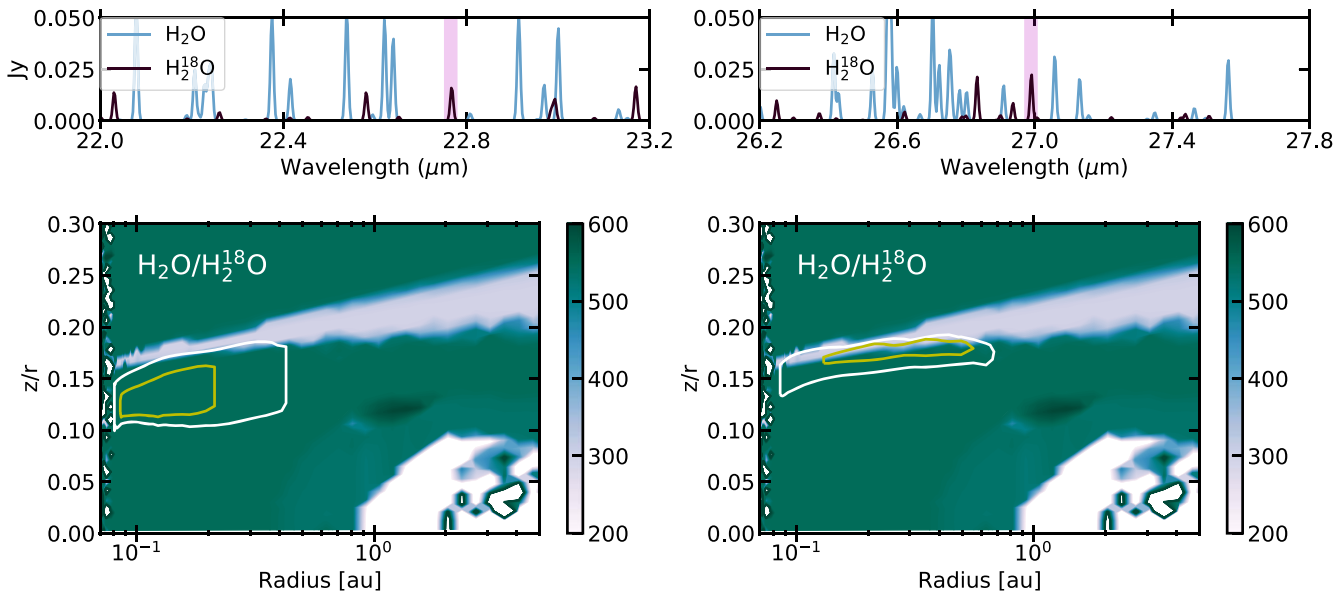 Jy
0.050
0.025
0.000
H₂O
H₂¹⁸O
22.0 22.4 22.8 23.2
Wavelength (μm)
0.050
0.025
0.000
H₂O
H₂¹⁸O
26.2 26.6 27.0 27.4 27.8
Wavelength (μm)
z/r
0.30
0.25
0.20
0.15
0.10
0.05
0.00
H₂O/H₂¹⁸O
10⁻¹ 10⁰
Radius [au]
600
500
400
300
200
z/r
0.30
0.25
0.20
0.15
0.10
0.05
0.00
H₂O/H₂¹⁸O
10⁻¹ 10⁰
Radius [au]
600
500
400
300
200